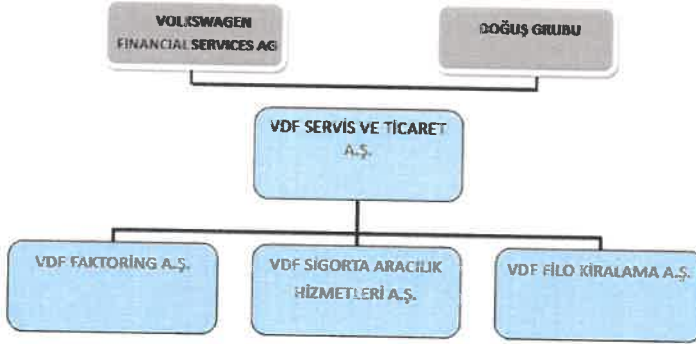 VOLKSWAGEN
FINANCIAL SERVICES AG
DOĞUŞ GRUBU
VDF SERVİS VE TİCARET
A.Ş.
VDF FAKTORİNG A.Ş.
VDF SİGORTA ARACILIK
HİZMETLERİ A.Ş.
VDF FİLO KİRALAMA A.Ş.